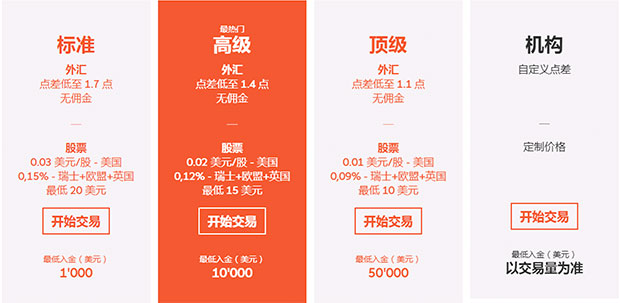 标准
外汇
点差低至 1.7 点
无佣金
股票
0.03 美元/股 - 美国
0,15% - 瑞士+欧盟+英国
最低 20 美元
开始交易
最低入金（美元）
1'000
最热门
高级
外汇
点差低至 1.4 点
无佣金
股票
0.02 美元/股 - 美国
0,12% - 瑞士+欧盟+英国
最低 15 美元
开始交易
最低入金（美元）
10'000
顶级
外汇
点差低至 1.1 点
无佣金
股票
0.01 美元/股 - 美国
0,09% - 瑞士+欧盟+英国
最低 10 美元
开始交易
最低入金（美元）
50'000
机构
自定义点差
定制价格
开始交易
最低入金（美元）
以交易量为准